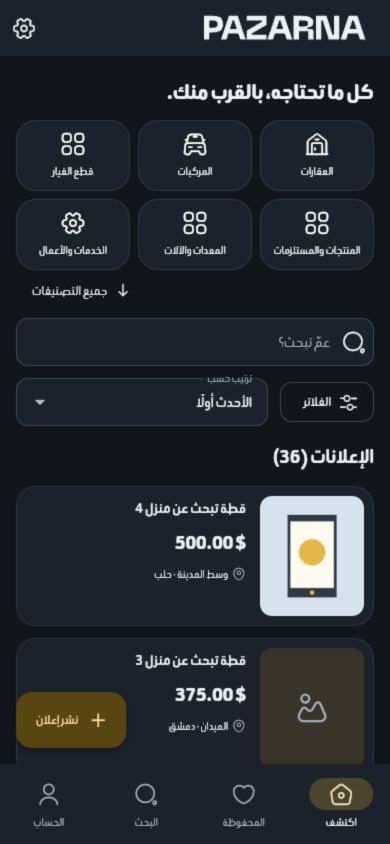 PAZARNA
كل ما تحتاجه، بالقرب منك.
العقارات
المركبات
قطع الغيار
المنتجات والمستلزمات
المعدات والآلات
الخدمات والأعمال
جميع التصنيفات
عمَّ تبحث؟
الفلاتر
ترتيب حسب
الأحدث أولًا
الإعلانات (36)
قطة تبحث عن منزل 4
500.00$
وسط المدينة · حلب
قطة تبحث عن منزل 3
375.00$
الميدان · دمشق
نشر إعلان
اكتشف
المحفوظة
البحث
الحساب